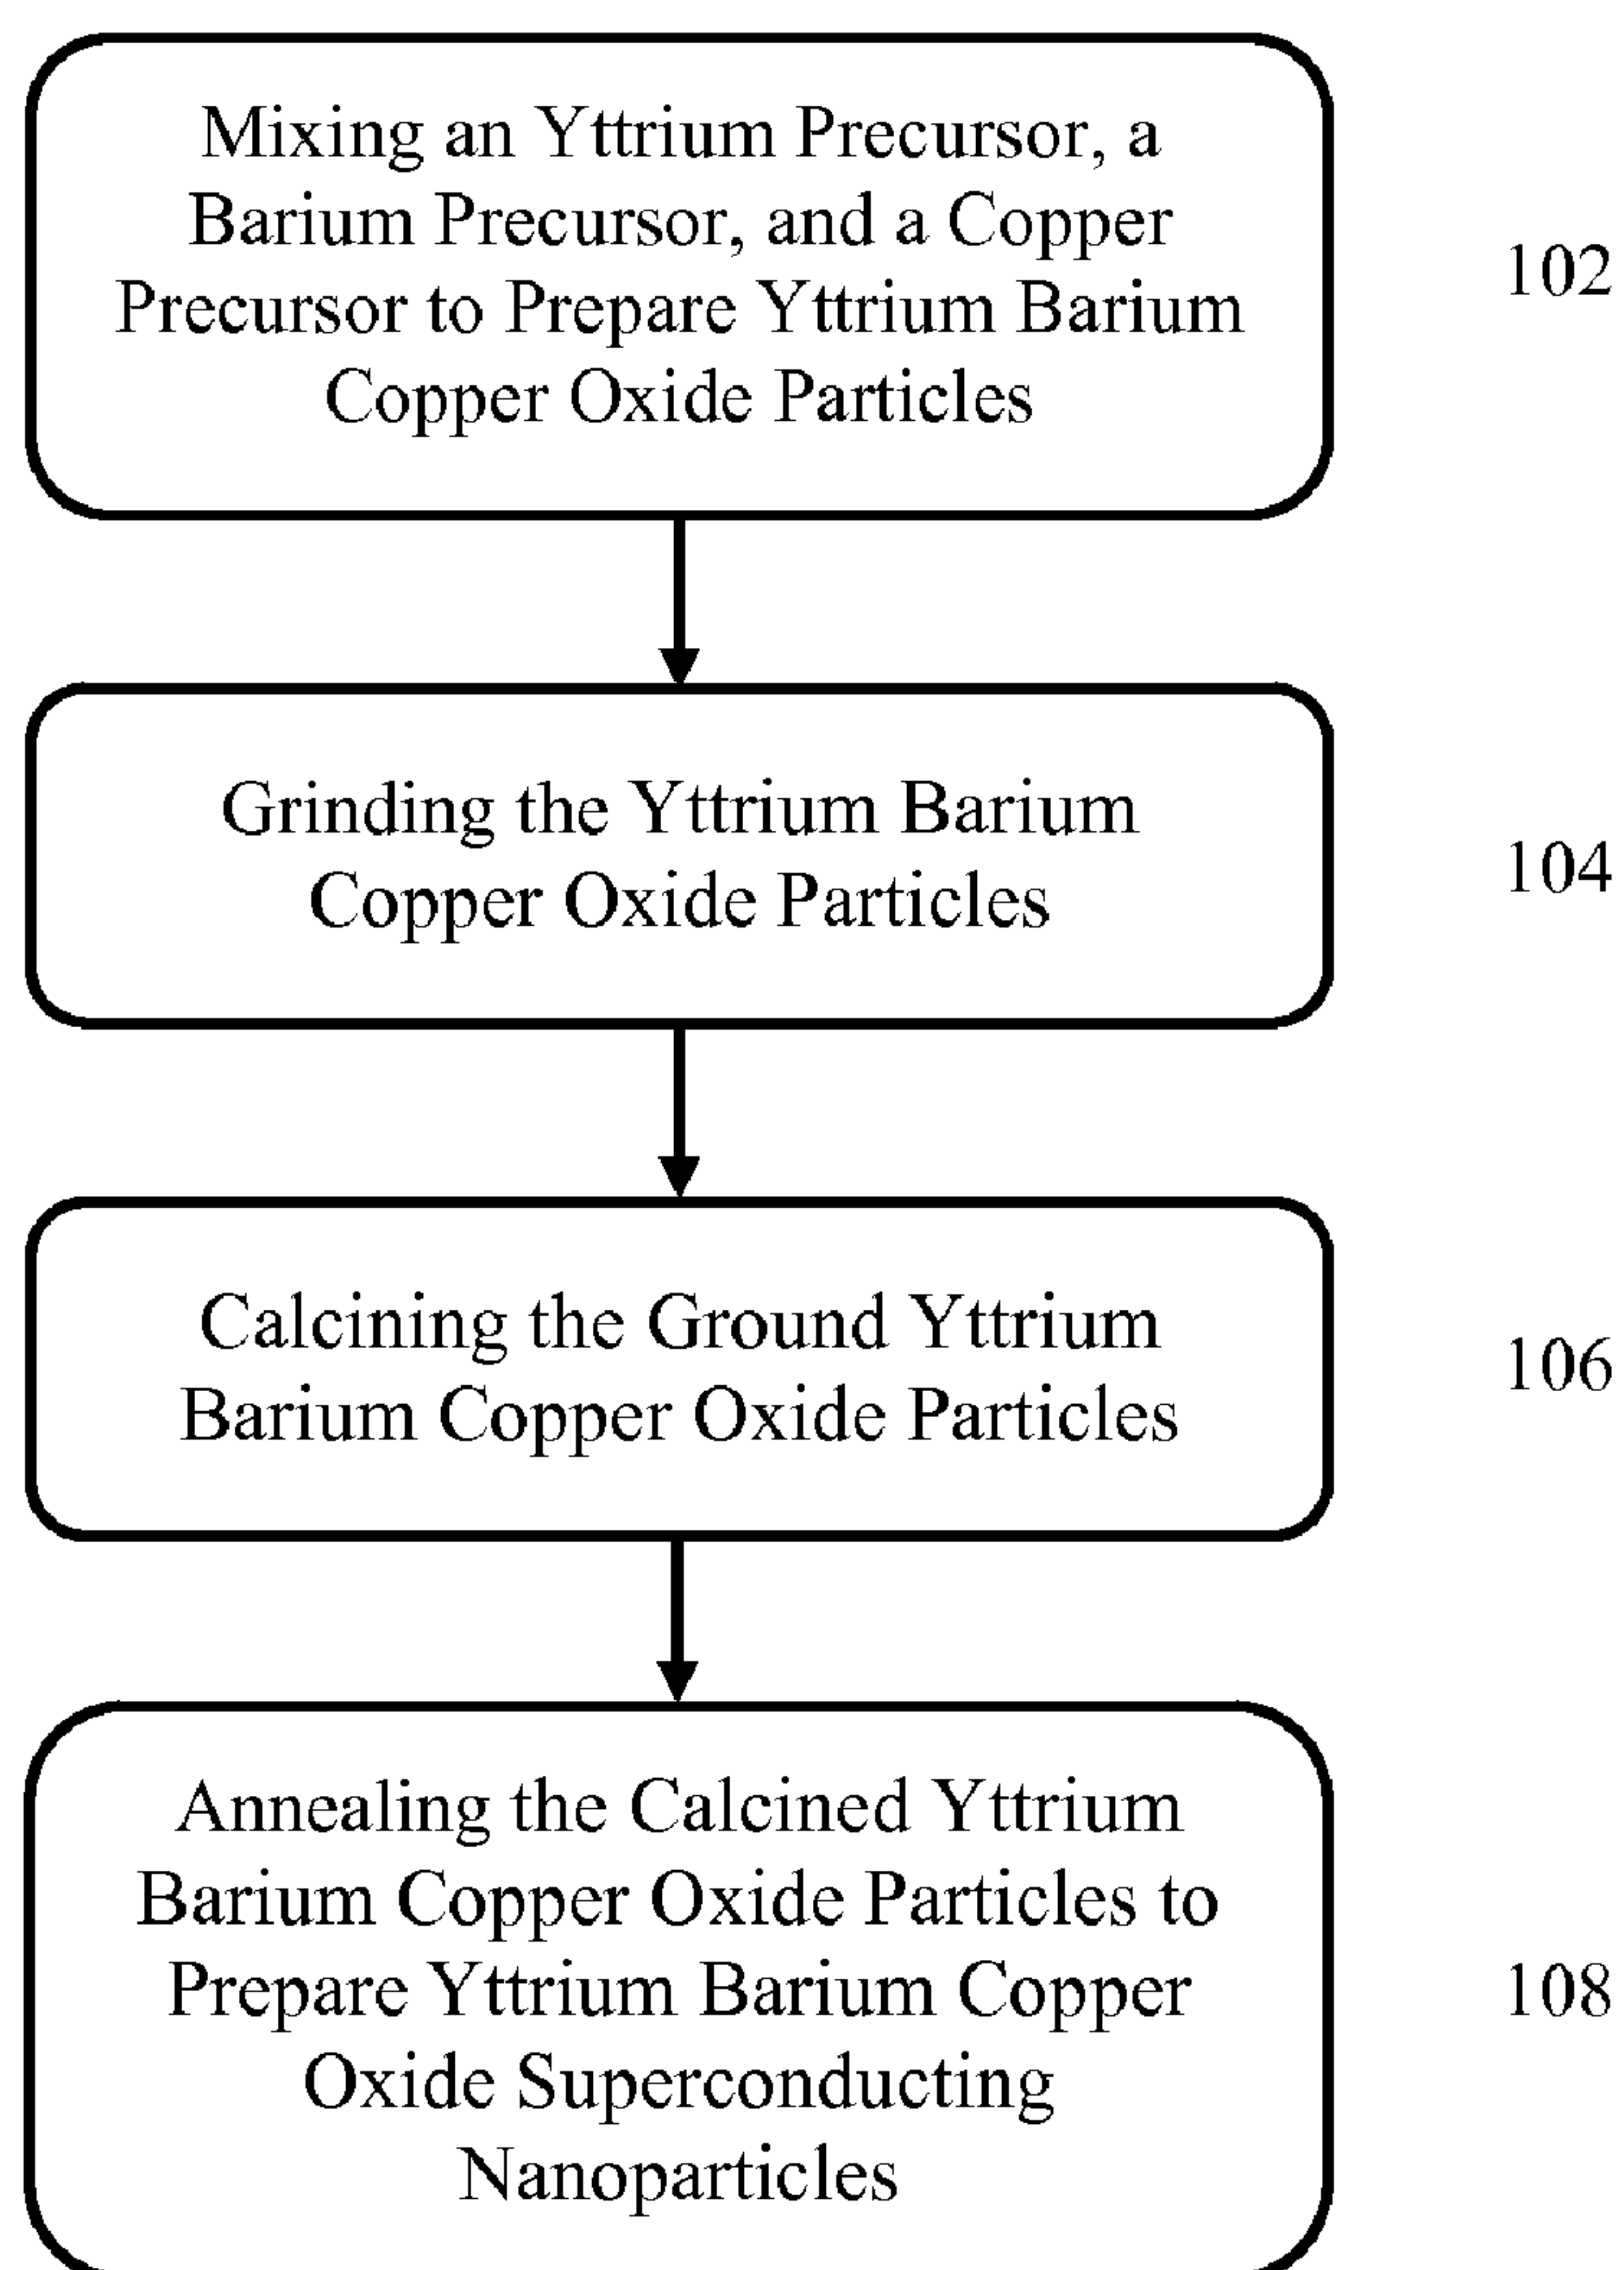 Mixing an Yttrium Precursor, a
Barium Precursor, and a Copper
Precursor to Prepare Yttrium Barium
Copper Oxide Particles
102
Grinding the Yttrium Barium
Copper Oxide Particles
104
Calcining the Ground Yttrium
Barium Copper Oxide Particles
106
Annealing the Calcined Yttrium
Barium Copper Oxide Particles to
Prepare Yttrium Barium Copper
Oxide Superconducting
Nanoparticles
108